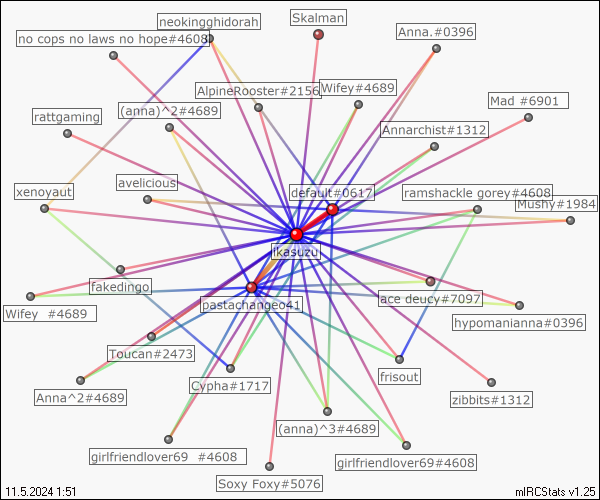 neokingghidorah
Skalman
no cops no laws no hope#4608
Anna.#0396
AlpineRooster#2156
Wifey#4689
Mad #6901
rattgaming
(anna)^2#4689
Annarchist#1312
xenoyaut
avelicious
default#0617
ramshackle gorey#4608
Mushy#1984
ikasuzu
fakedingo
pastachangeo41
ace deucy#7097
Wifey #4689
hypomanianna#0396
Toucan#2473
Cypha#1717
frisout
Anna^2#4689
zibbits#1312
(anna)^3#4689
girlfriendlover69 #4608
girlfriendlover69#4608
Soxy Foxy#5076
11.5.2024 1:51
mIRCStats v1.25